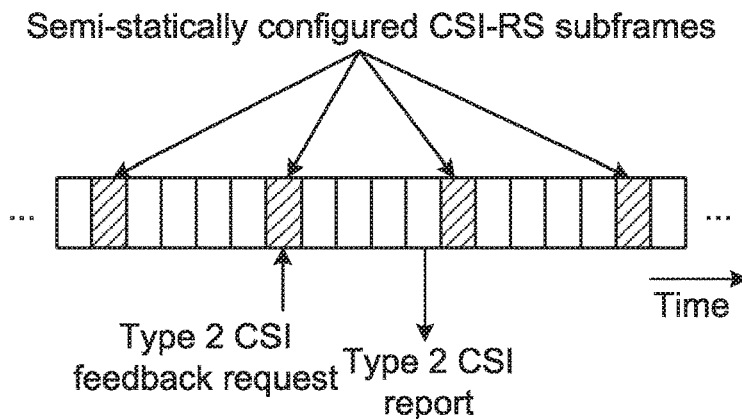 Semi-statically configured CSI-RS subframes
... ...
Time
Type 2 CSI
feedback request
Type 2 CSI
report